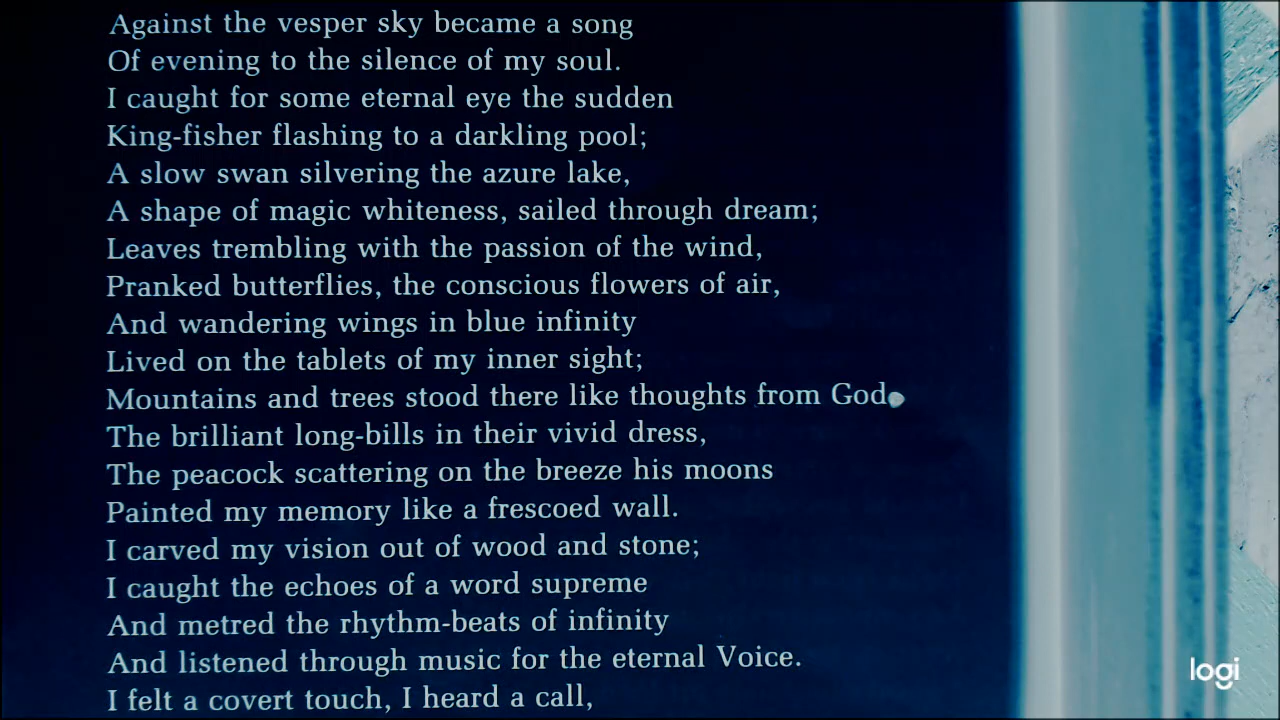 Against the vesper sky became a song
Of evening to the silence of my soul.
I caught for some eternal eye the sudden
King-fisher flashing to a darkling pool;
A slow swan silvering the azure lake,
A shape of magic whiteness, sailed through dream;
Leaves trembling with the passion of the wind,
Pranked butterflies, the conscious flowers of air,
And wandering wings in blue infinity
Lived on the tablets of my inner sight;
Mountains and trees stood there like thoughts from God.
The brilliant long-bills in their vivid dress,
The peacock scattering on the breeze his moons
Painted my memory like a frescoed wall.
I carved my vision out of wood and stone;
I caught the echoes of a word supreme
And metred the rhythm-beats of infinity
And listened through music for the eternal Voice.
I felt a covert touch, I heard a call,
logi